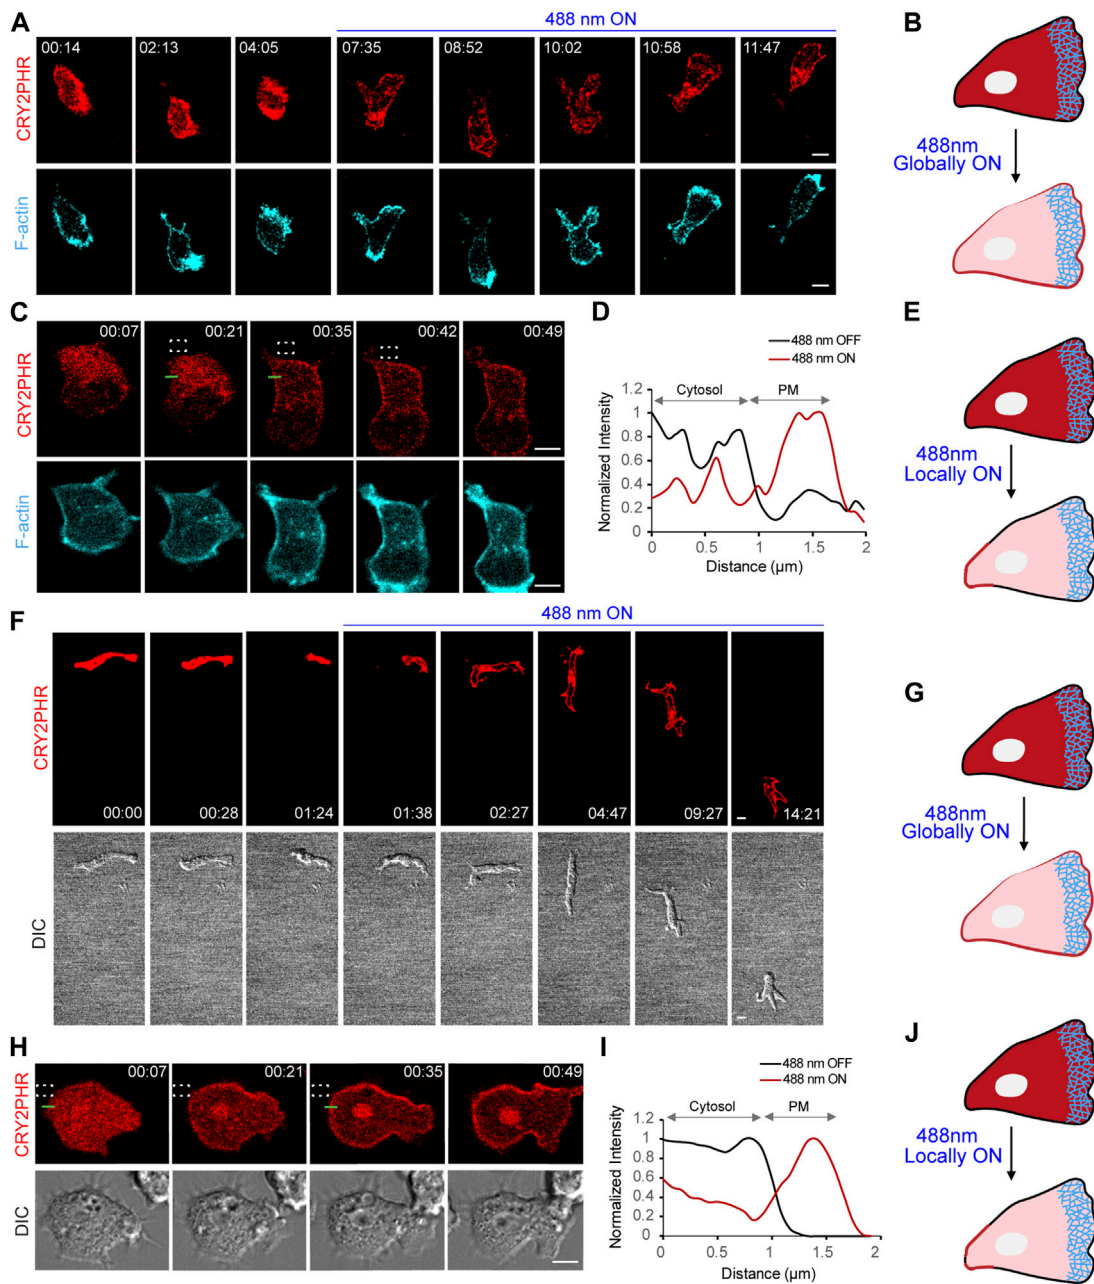 A
488 nm ON
CRY2PHR
00:14
02:13
04:05
07:35
08:52
10:02
10:58
11:47
F-actin
B
488nm
Globally ON
C
CRY2PHR
00:07
00:21
00:35
00:42
00:49
F-actin
D
488 nm OFF
488 nm ON
Cytosol
PM
Normalized Intensity
1.2
1
0.8
0.6
0.4
0.2
0
0
0.5
1
1.5
2
Distance (μm)
E
488nm
Locally ON
F
488 nm ON
CRY2PHR
00:00
00:28
01:24
01:38
02:27
04:47
09:27
14:21
DIC
G
488nm
Globally ON
H
CRY2PHR
00:07
00:21
00:35
00:49
DIC
I
488 nm OFF
488 nm ON
Cytosol
PM
Normalized Intensity
1.2
1
0.8
0.6
0.4
0.2
0
0
0.5
1
1.5
2
Distance (μm)
J
488nm
Locally ON